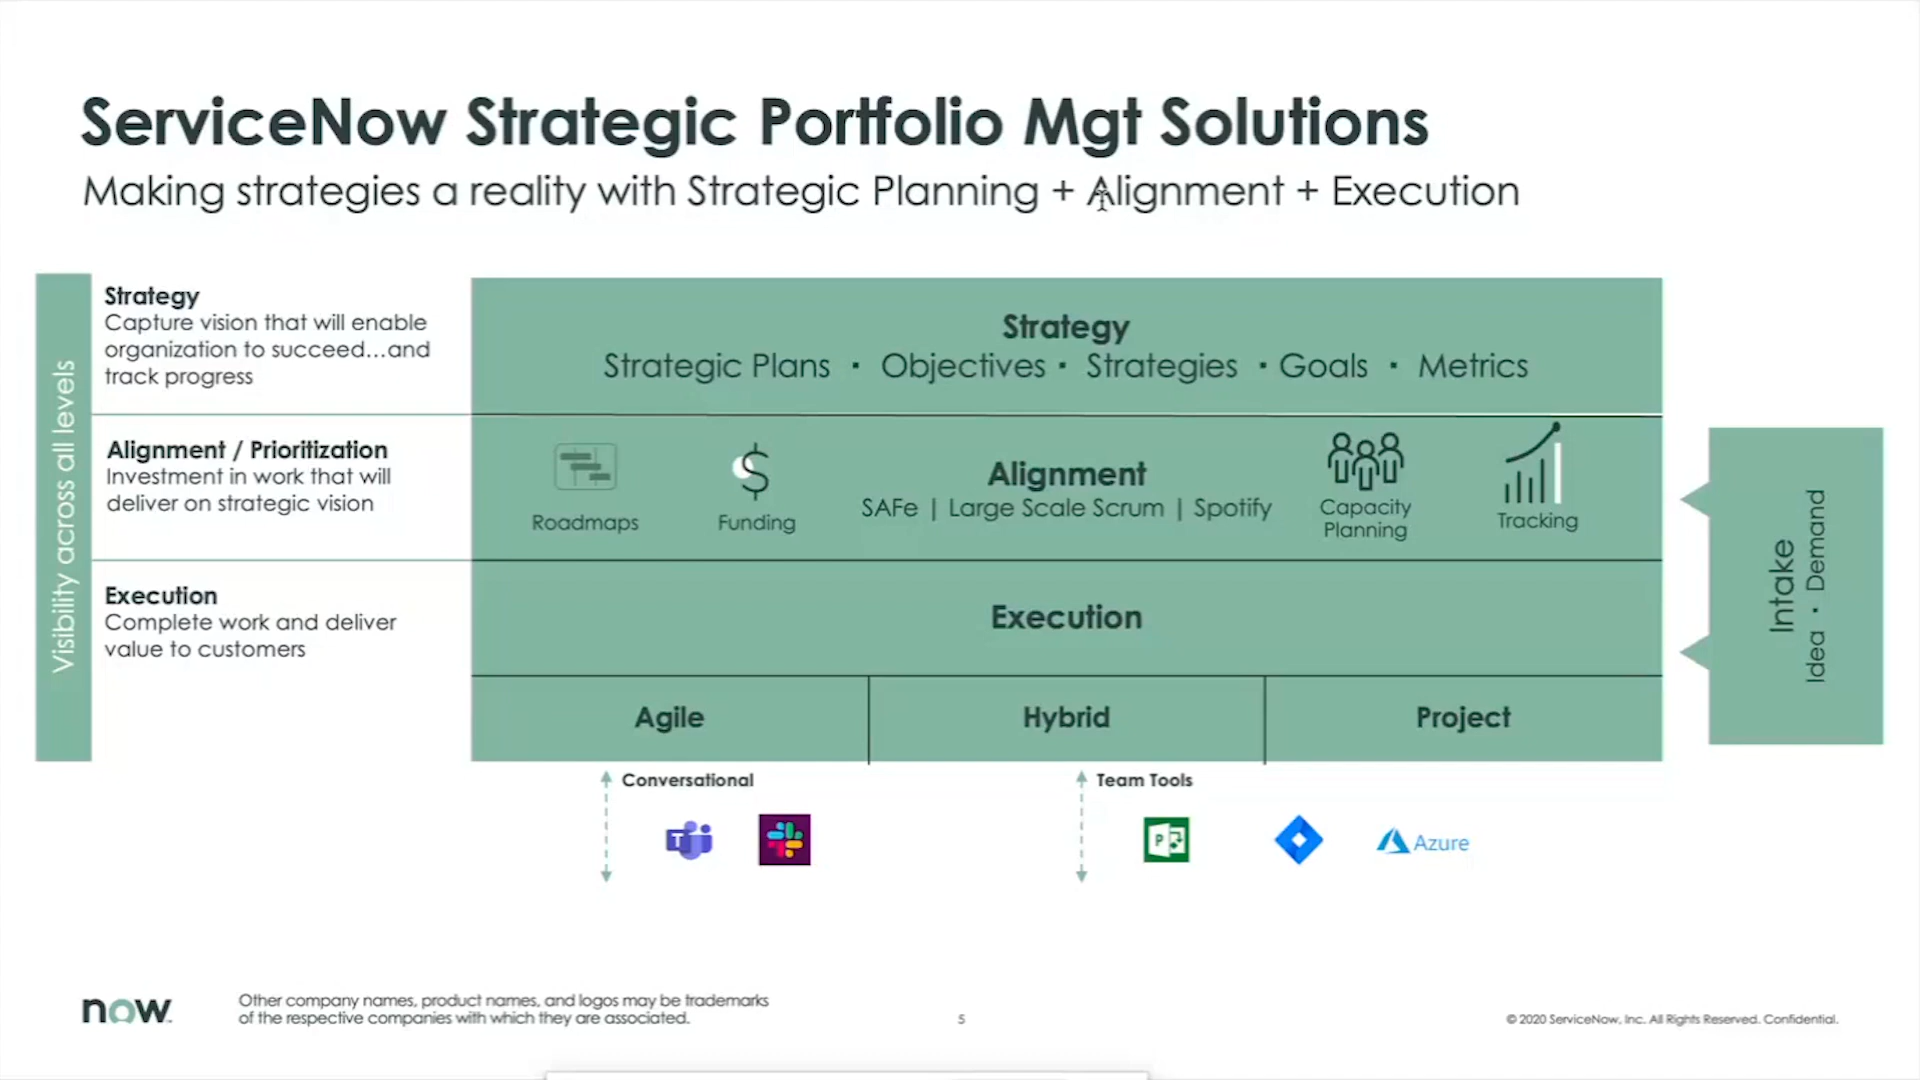 ServiceNow Strategic Portfolio Mgt Solutions
Making strategies a reality with Strategic Planning + Alignment + Execution
Visibility across all levels
Strategy
Capture vision that will enable
organization to succeed...and
track progress
Alignment / Prioritization
Investment in work that will
deliver on strategic vision
Execution
Complete work and deliver
value to customers
Strategy
Strategic Plans · Objectives · Strategies · Goals · Metrics
Roadmaps
Funding
Alignment
SAFe | Large Scale Scrum | Spotify
Capacity
Planning
Tracking
Execution
Agile
Hybrid
Project
Intake
Idea · Demand
Conversational
Team Tools
T
P
Azure
now
Other company names, product names, and logos may be trademarks
of the respective companies with which they are associated.
5
© 2020 ServiceNow, Inc. All Rights Reserved. Confidential.